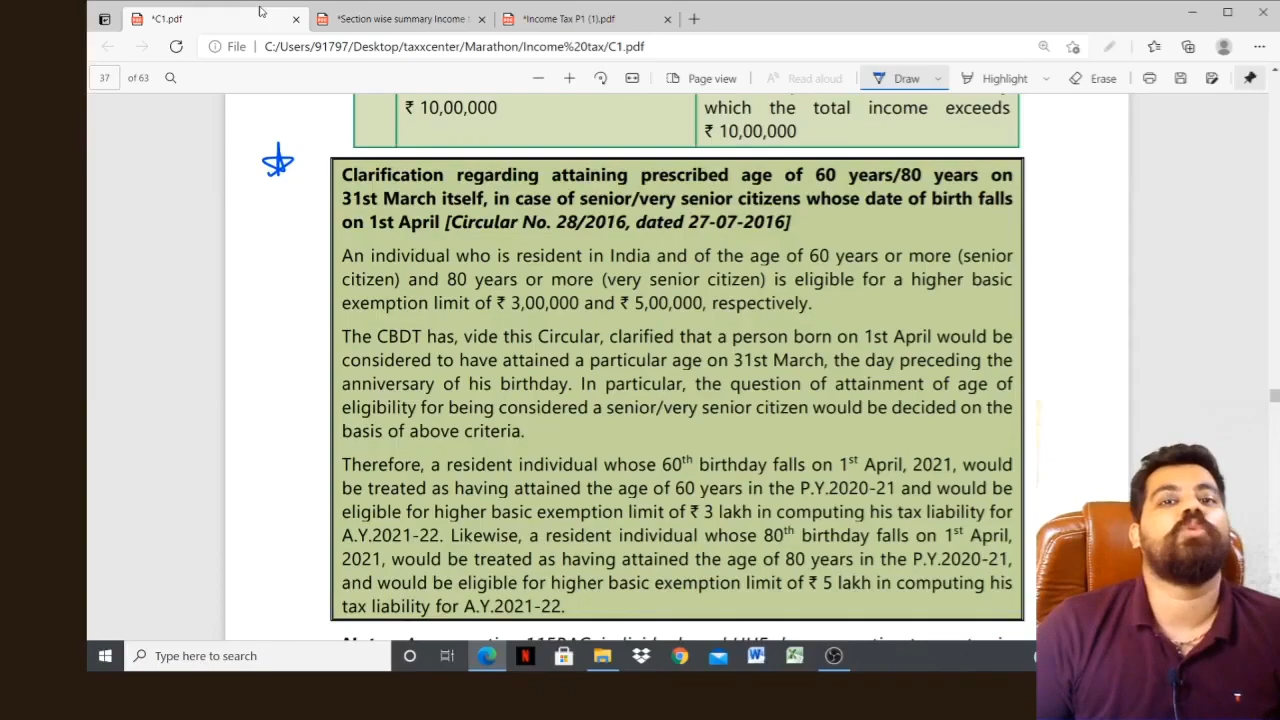 *C1.pdf
*Section wise summary Income
*Income Tax P1 (1).pdf
File
C:/Users/91797/Desktop/taxxcenter/Marathon/Income%20tax/C1.pdf
37 of 63
Page view
Read aloud
Draw
Highlight
Erase
₹ 10,00,000
which the total income exceeds
₹ 10,00,000
Clarification regarding attaining prescribed age of 60 years/80 years on
31st March itself, in case of senior/very senior citizens whose date of birth falls
on 1st April [Circular No. 28/2016, dated 27-07-2016]
An individual who is resident in India and of the age of 60 years or more (senior
citizen) and 80 years or more (very senior citizen) is eligible for a higher basic
exemption limit of ₹ 3,00,000 and ₹ 5,00,000, respectively.
The CBDT has, vide this Circular, clarified that a person born on 1st April would be
considered to have attained a particular age on 31st March, the day preceding the
anniversary of his birthday. In particular, the question of attainment of age of
eligibility for being considered a senior/very senior citizen would be decided on the
basis of above criteria.
Therefore, a resident individual whose 60th birthday falls on 1st April, 2021, would
be treated as having attained the age of 60 years in the P.Y.2020-21 and would be
eligible for higher basic exemption limit of ₹ 3 lakh in computing his tax liability for
A.Y.2021-22. Likewise, a resident individual whose 80th birthday falls on 1st April,
2021, would be treated as having attained the age of 80 years in the P.Y.2020-21,
and would be eligible for higher basic exemption limit of ₹ 5 lakh in computing his
tax liability for A.Y.2021-22.
Type here to search